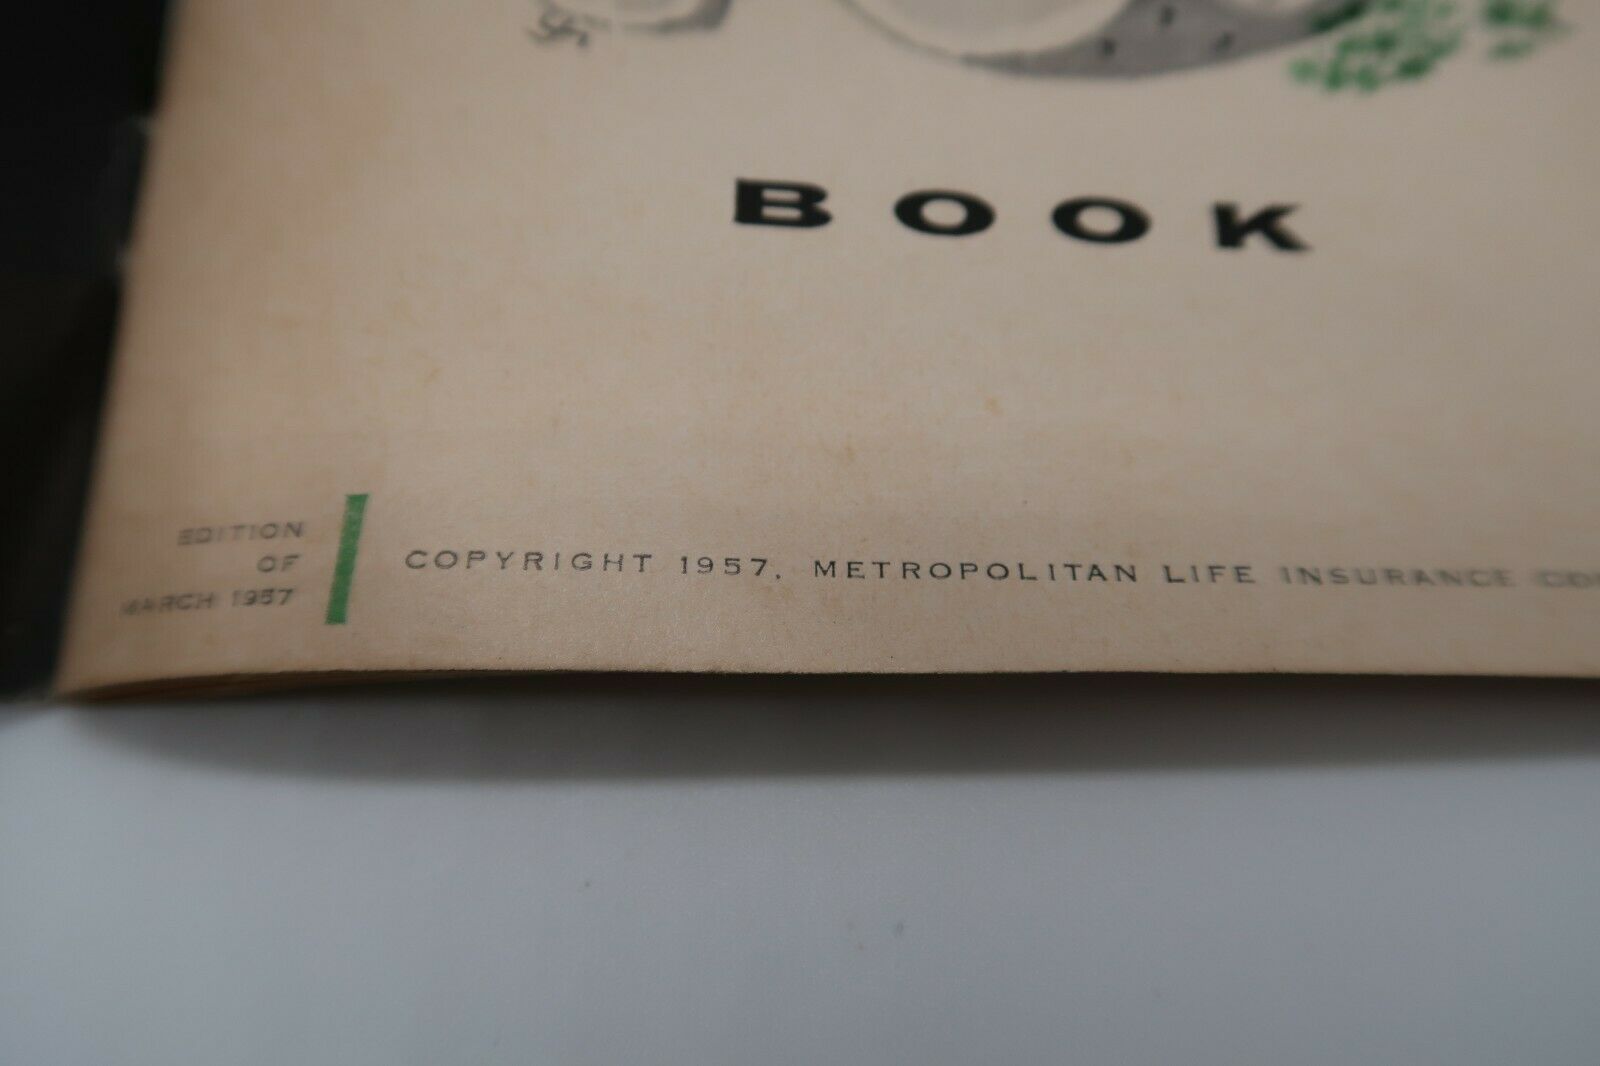 BOOK
EDITION
OF
MARCH 1957
COPYRIGHT 1957, METROPOLITAN LIFE INSURANCE